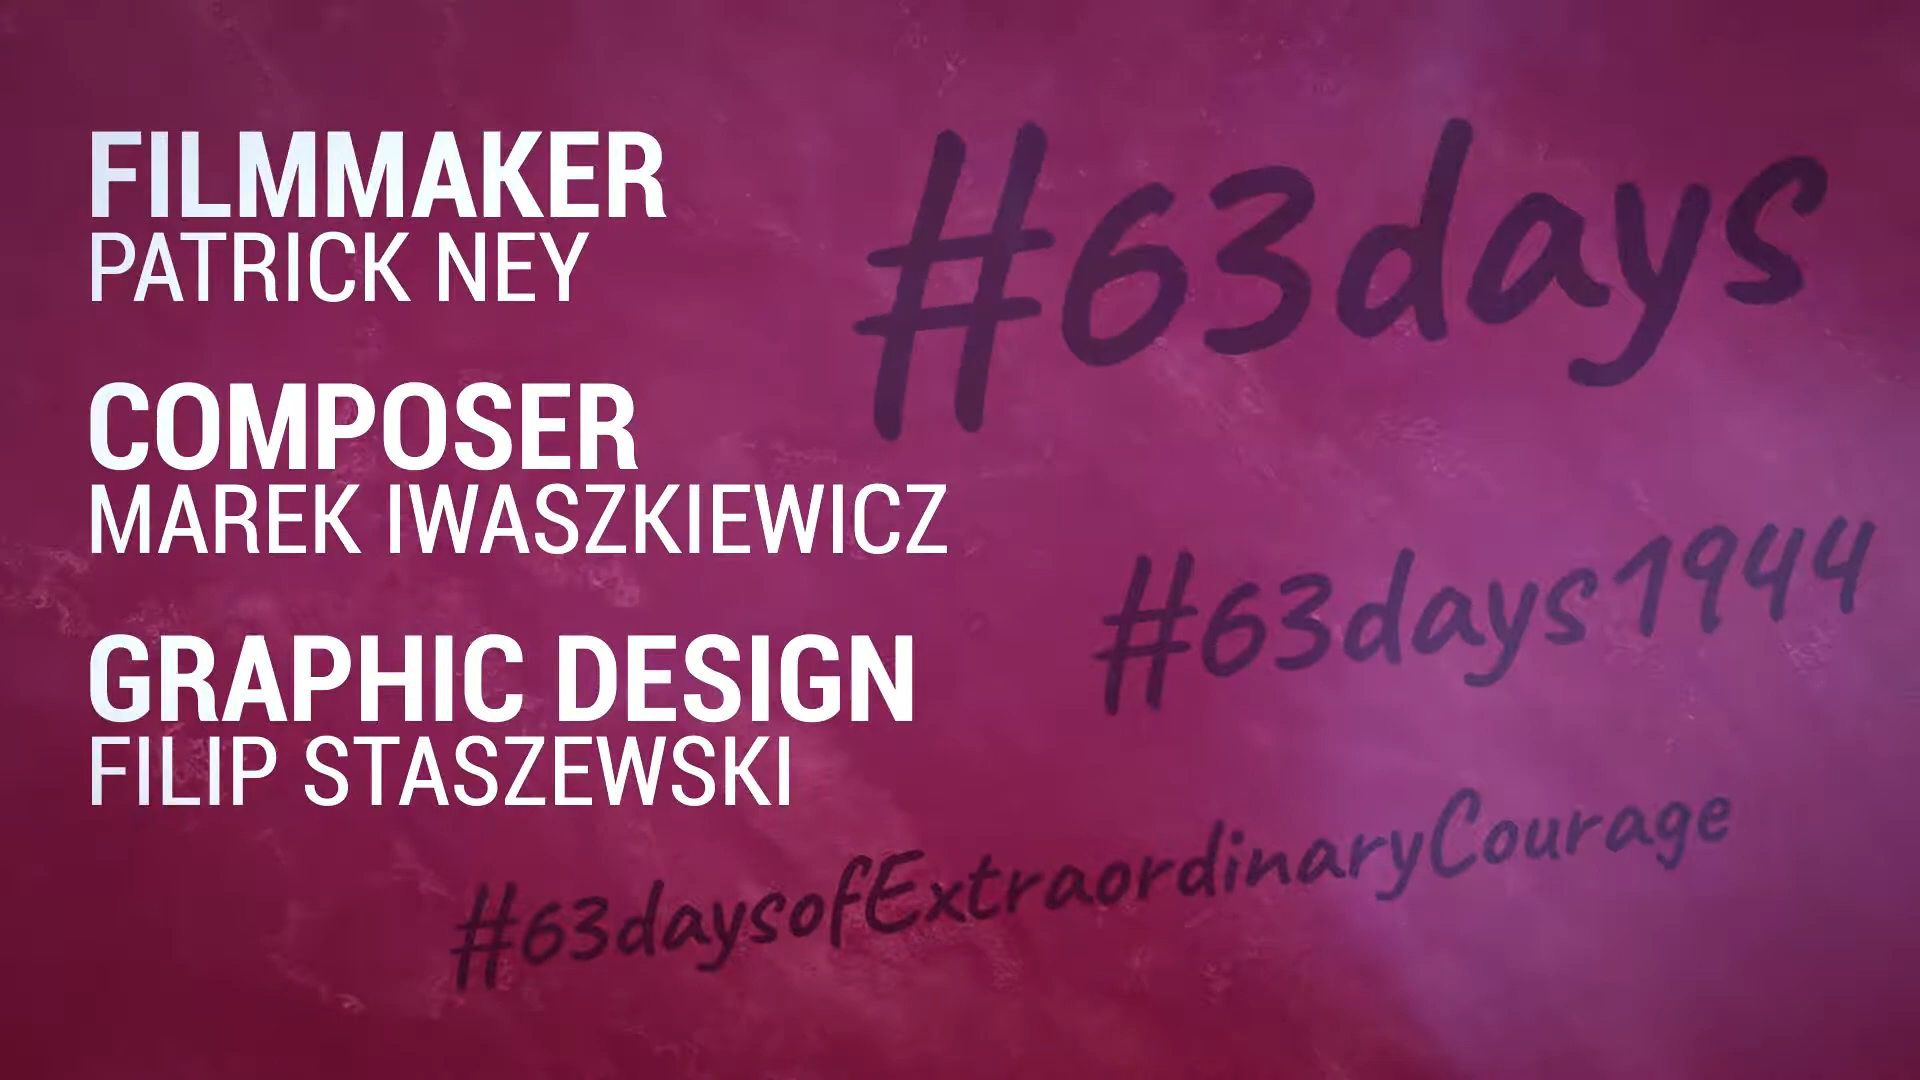 FILMMAKER
PATRICK NEY
COMPOSER
MAREK IWASZKIEWICZ
GRAPHIC DESIGN
FILIP STASZEWSKI
#63days
#63days1944
#63daysofExtraordinaryCourage